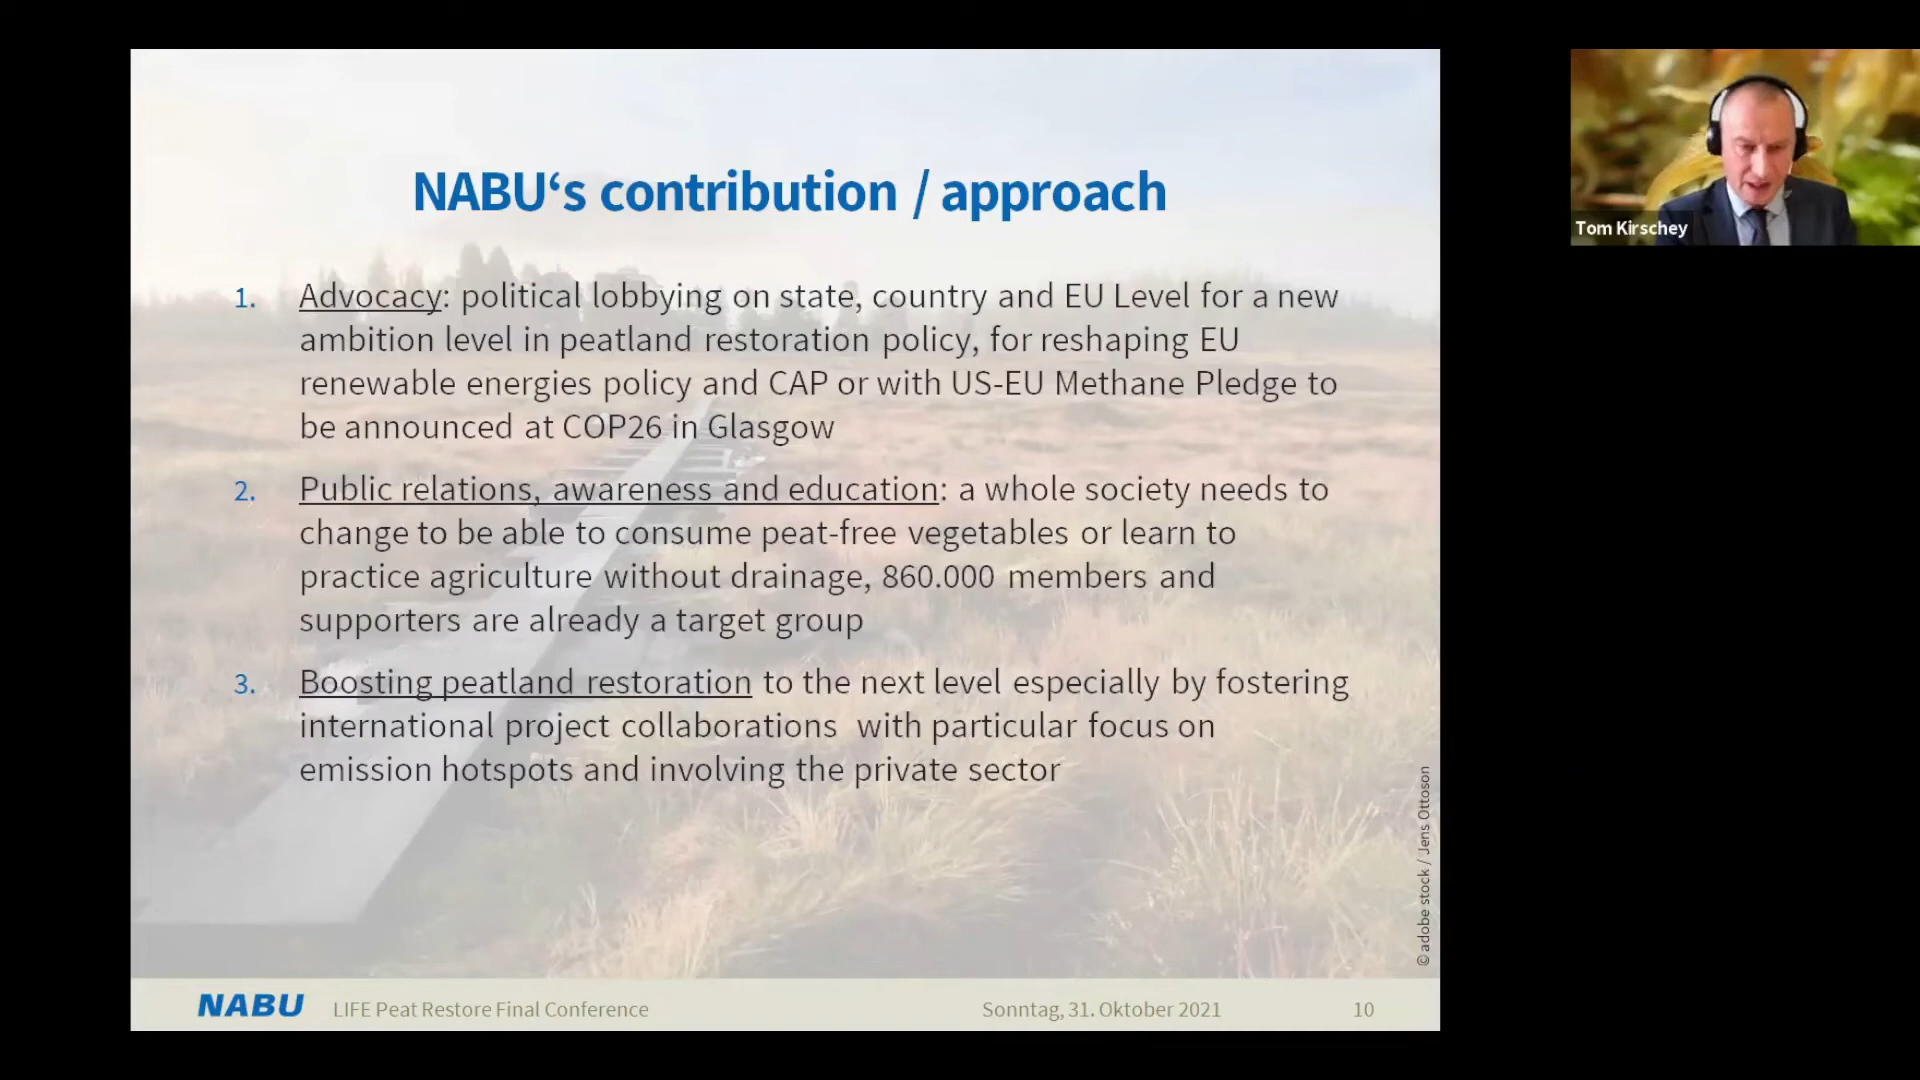 NABU‘s contribution / approach
1. Advocacy: political lobbying on state, country and EU Level for a new
ambition level in peatland restoration policy, for reshaping EU
renewable energies policy and CAP or with US-EU Methane Pledge to
be announced at COP26 in Glasgow
2. Public relations, awareness and education: a whole society needs to
change to be able to consume peat-free vegetables or learn to
practice agriculture without drainage, 860.000 members and
supporters are already a target group
3. Boosting peatland restoration to the next level especially by fostering
international project collaborations with particular focus on
emission hotspots and involving the private sector
© adobe stock / Jens Ottoson
NABU LIFE Peat Restore Final Conference Sonntag, 31. Oktober 2021 10
Tom Kirschey